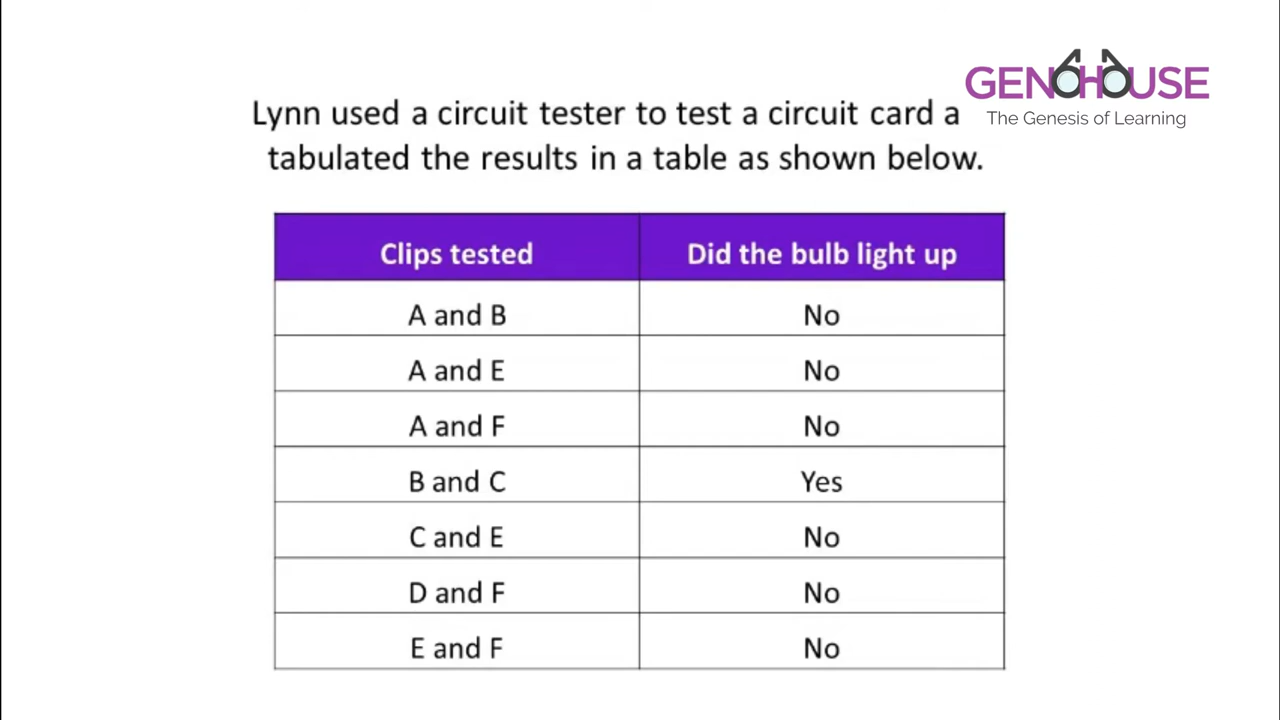 GENOHOUSE
The Genesis of Learning
Lynn used a circuit tester to test a circuit card a
tabulated the results in a table as shown below.
Clips tested Did the bulb light up
A and B No
A and E No
A and F No
B and C Yes
C and E No
D and F No
E and F No